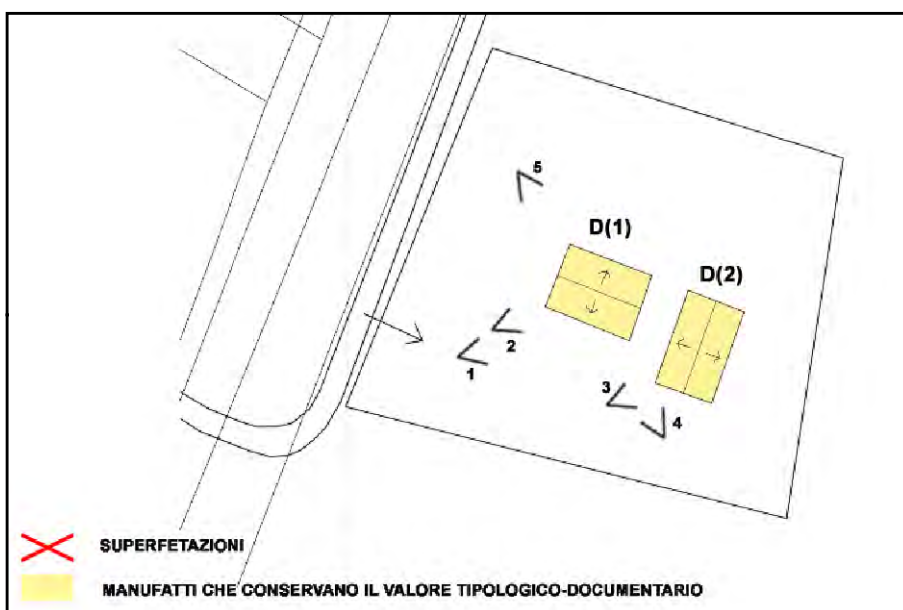 5
D(1)
D(2)
2
1
3
4
SUPERFETAZIONI
MANUFATTI CHE CONSERVANO IL VALORE TIPOLOGICO-DOCUMENTARIO